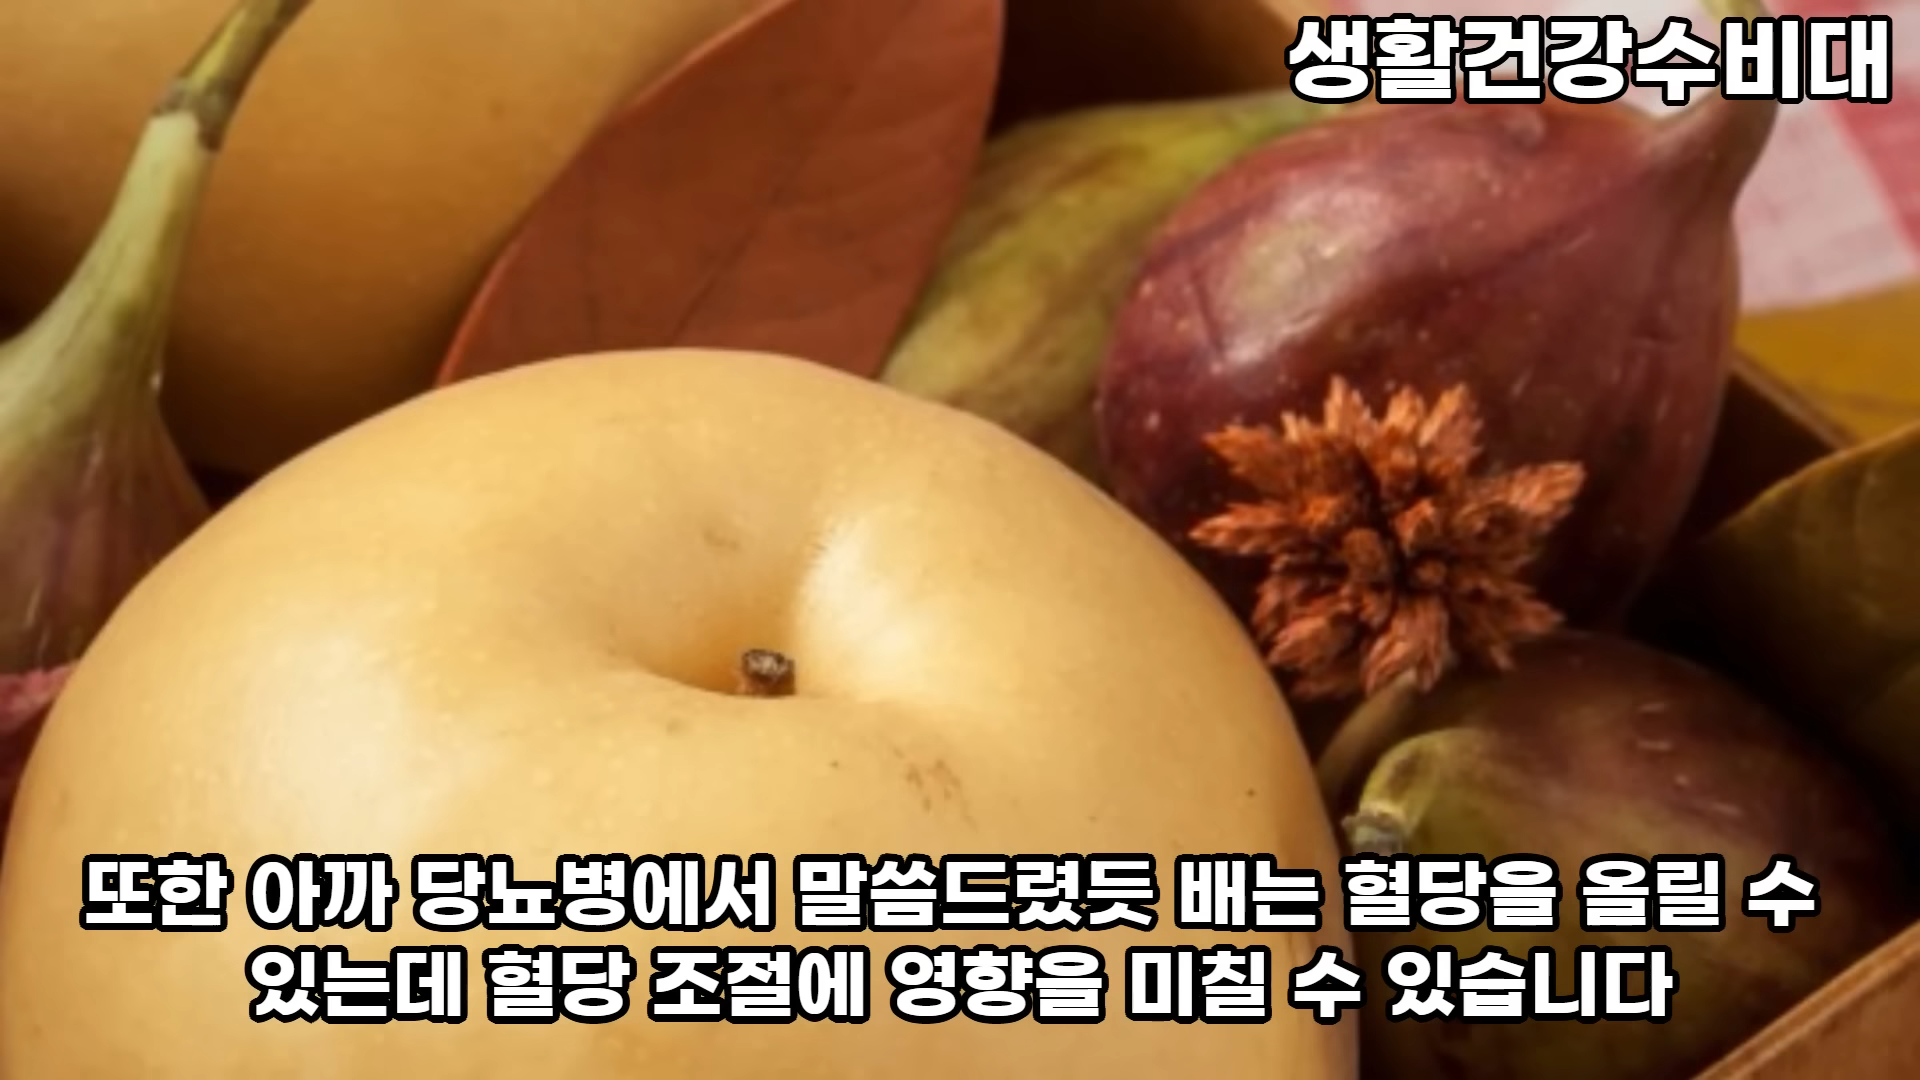 생활건강수비대
또한 아까 당뇨병에서 말씀드렸듯 배는 혈당을 올릴 수
있는데 혈당 조절에 영향을 미칠 수 있습니다